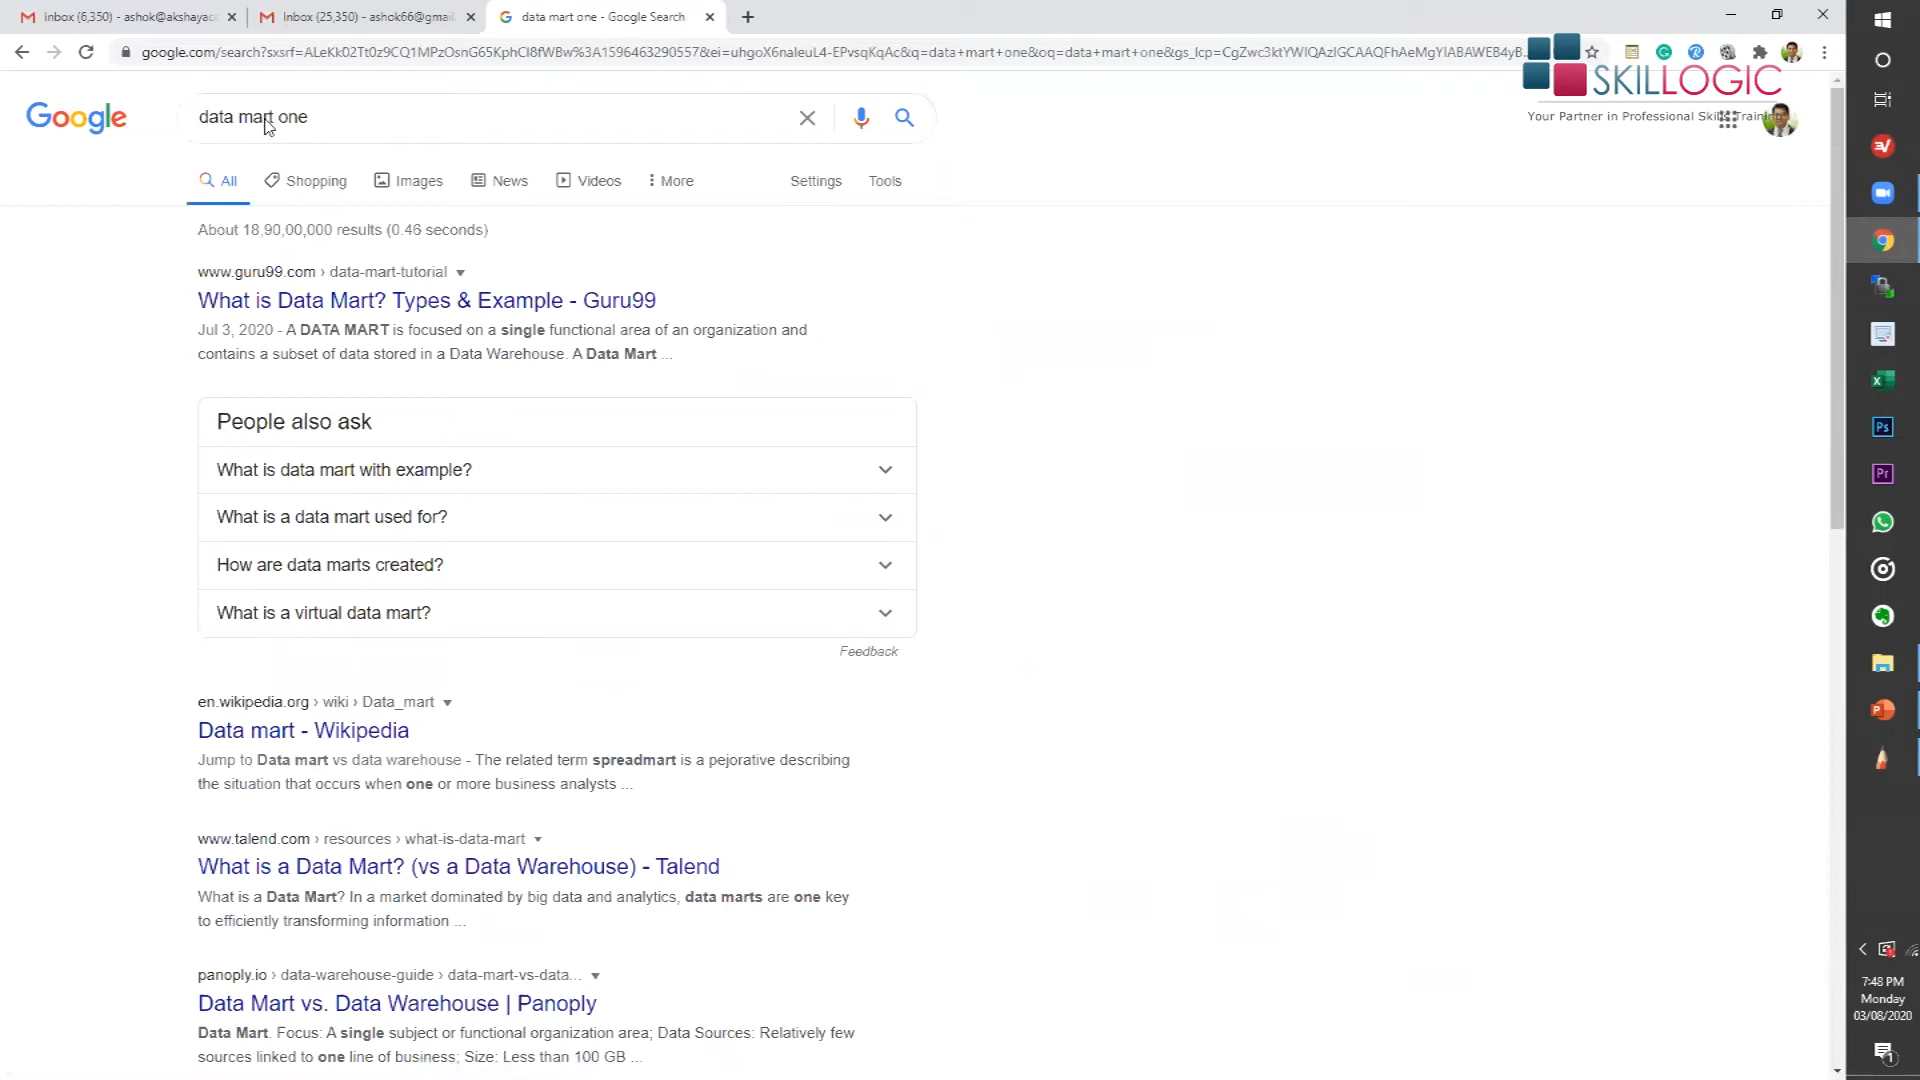 Inbox (6,350) - ashok@akshayac
Inbox (25,350) - ashok66@gmail.
data mart one - Google Search
google.com/search?sxsrf=ALeKk02Tt0z9CQ1MPzOsnG65KphCI8fWBw%3A1596463290557&ei=uhgoX6naleuL4-EPvsqKqAc&q=data+mart+one&oq=data+mart+one&gs_lcp=CgZwc3ktYWIQAzIGCAAQFhAeMgYIABAWEB4yB...
SKILLOGIC
Your Partner in Professional Skills Training
Google
data mart one
All
Shopping
Images
News
Videos
More
Settings
Tools
About 18,90,00,000 results (0.46 seconds)
www.guru99.com › data-mart-tutorial
What is Data Mart? Types & Example - Guru99
Jul 3, 2020 - A DATA MART is focused on a single functional area of an organization and
contains a subset of data stored in a Data Warehouse. A Data Mart ...
People also ask
What is data mart with example?
What is a data mart used for?
How are data marts created?
What is a virtual data mart?
Feedback
en.wikipedia.org › wiki › Data_mart
Data mart - Wikipedia
Jump to Data mart vs data warehouse - The related term spreadmart is a pejorative describing
the situation that occurs when one or more business analysts ...
www.talend.com › resources › what-is-data-mart
What is a Data Mart? (vs a Data Warehouse) - Talend
What is a Data Mart? In a market dominated by big data and analytics, data marts are one key
to efficiently transforming information ...
panoply.io › data-warehouse-guide › data-mart-vs-data...
Data Mart vs. Data Warehouse | Panoply
Data Mart. Focus: A single subject or functional organization area; Data Sources: Relatively few
sources linked to one line of business; Size: Less than 100 GB ...
Ps
Pr
7:48 PM
Monday
03/08/2020
1